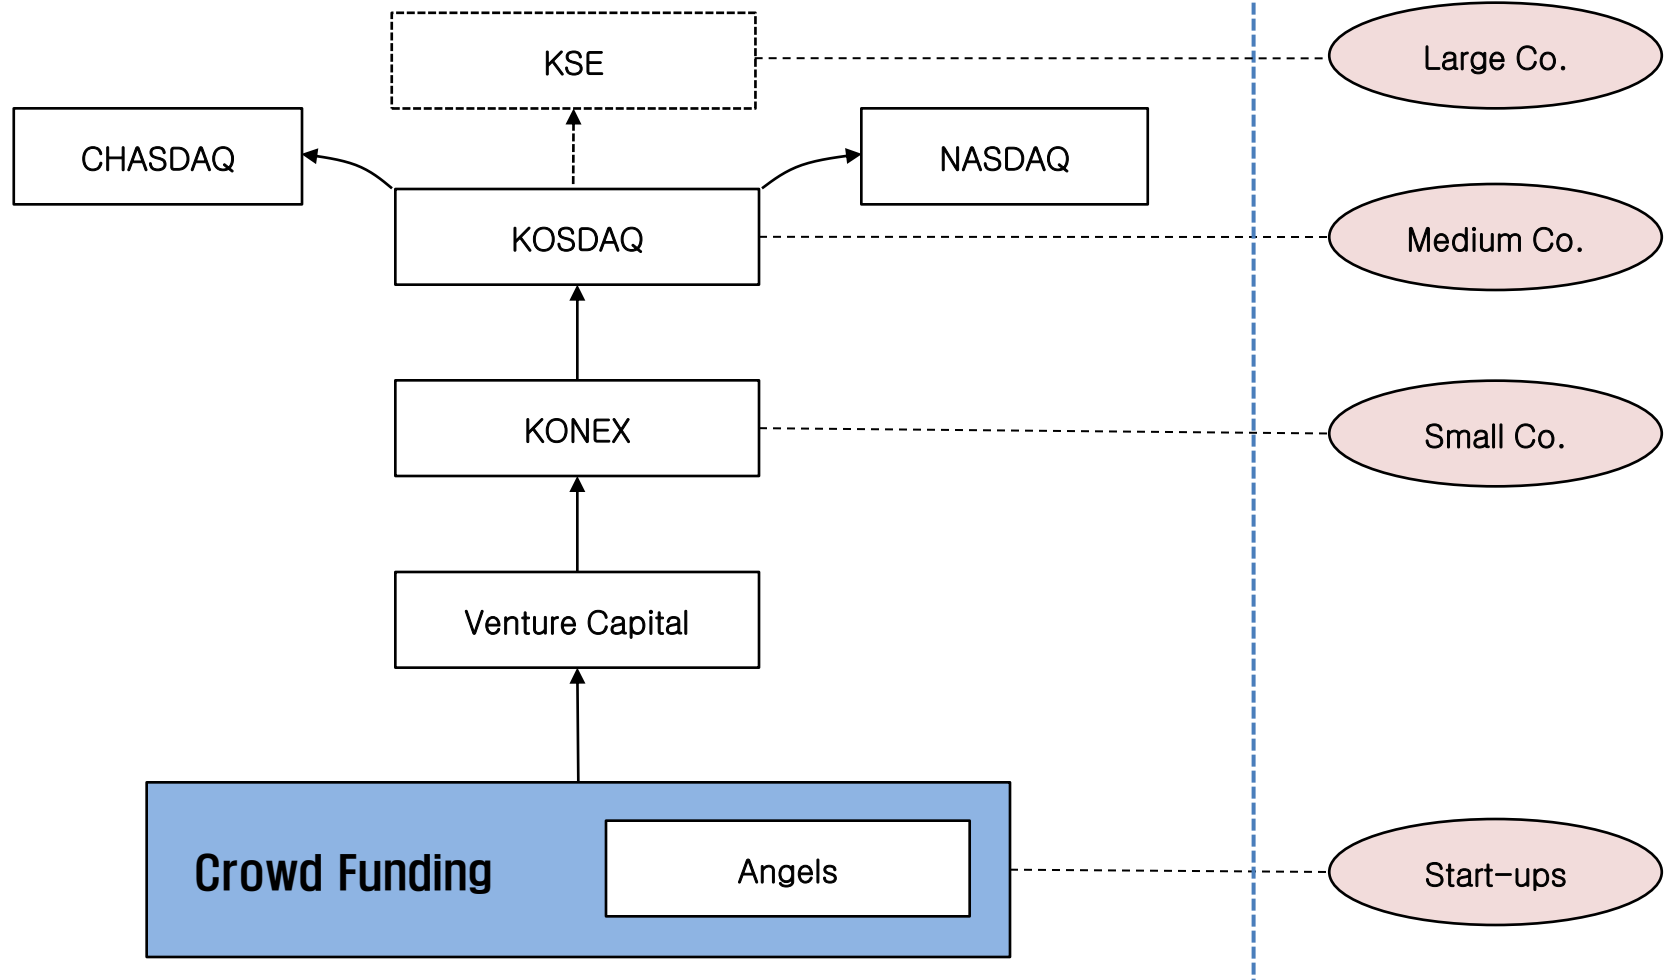 KSE
Large Co.
CHASDAQ
NASDAQ
KOSDAQ
Medium Co.
KONEX
Small Co.
Venture Capital
Crowd Funding
Angels
Start-ups